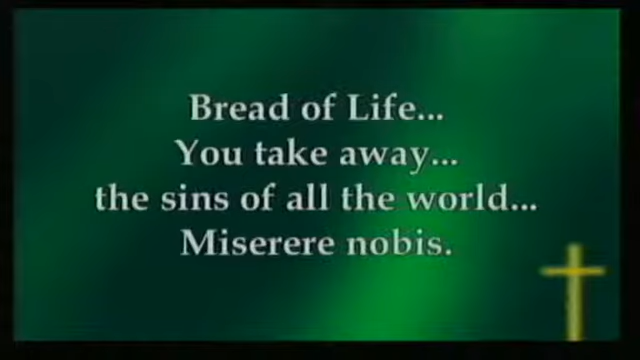 Bread of Life...
You take away...
the sins of all the world...
Miserere nobis.